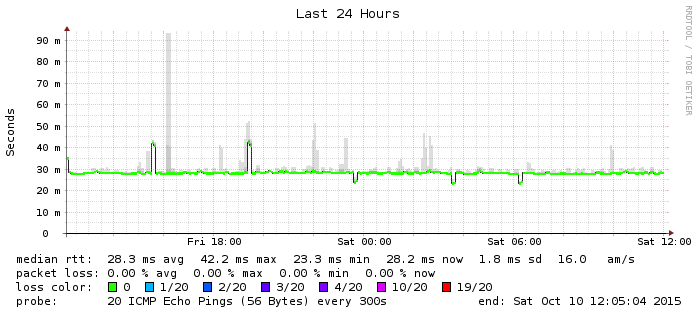 Last 24 Hours
RRDTOOL / TOBI OETIKER
Seconds
90 m
80 m
70 m
60 m
50 m
40 m
30 m
20 m
10 m
0
Fri 18:00 Sat 00:00 Sat 06:00 Sat 12:00
median rtt: 28.3 ms avg 42.2 ms max 23.3 ms min 28.2 ms now 1.8 ms sd 16.0 am/s
packet loss: 0.00 % avg 0.00 % max 0.00 % min 0.00 % now
loss color: 0 1/20 2/20 3/20 4/20 10/20 19/20
probe: 20 ICMP Echo Pings (56 Bytes) every 300s end: Sat Oct 10 12:05:04 2015